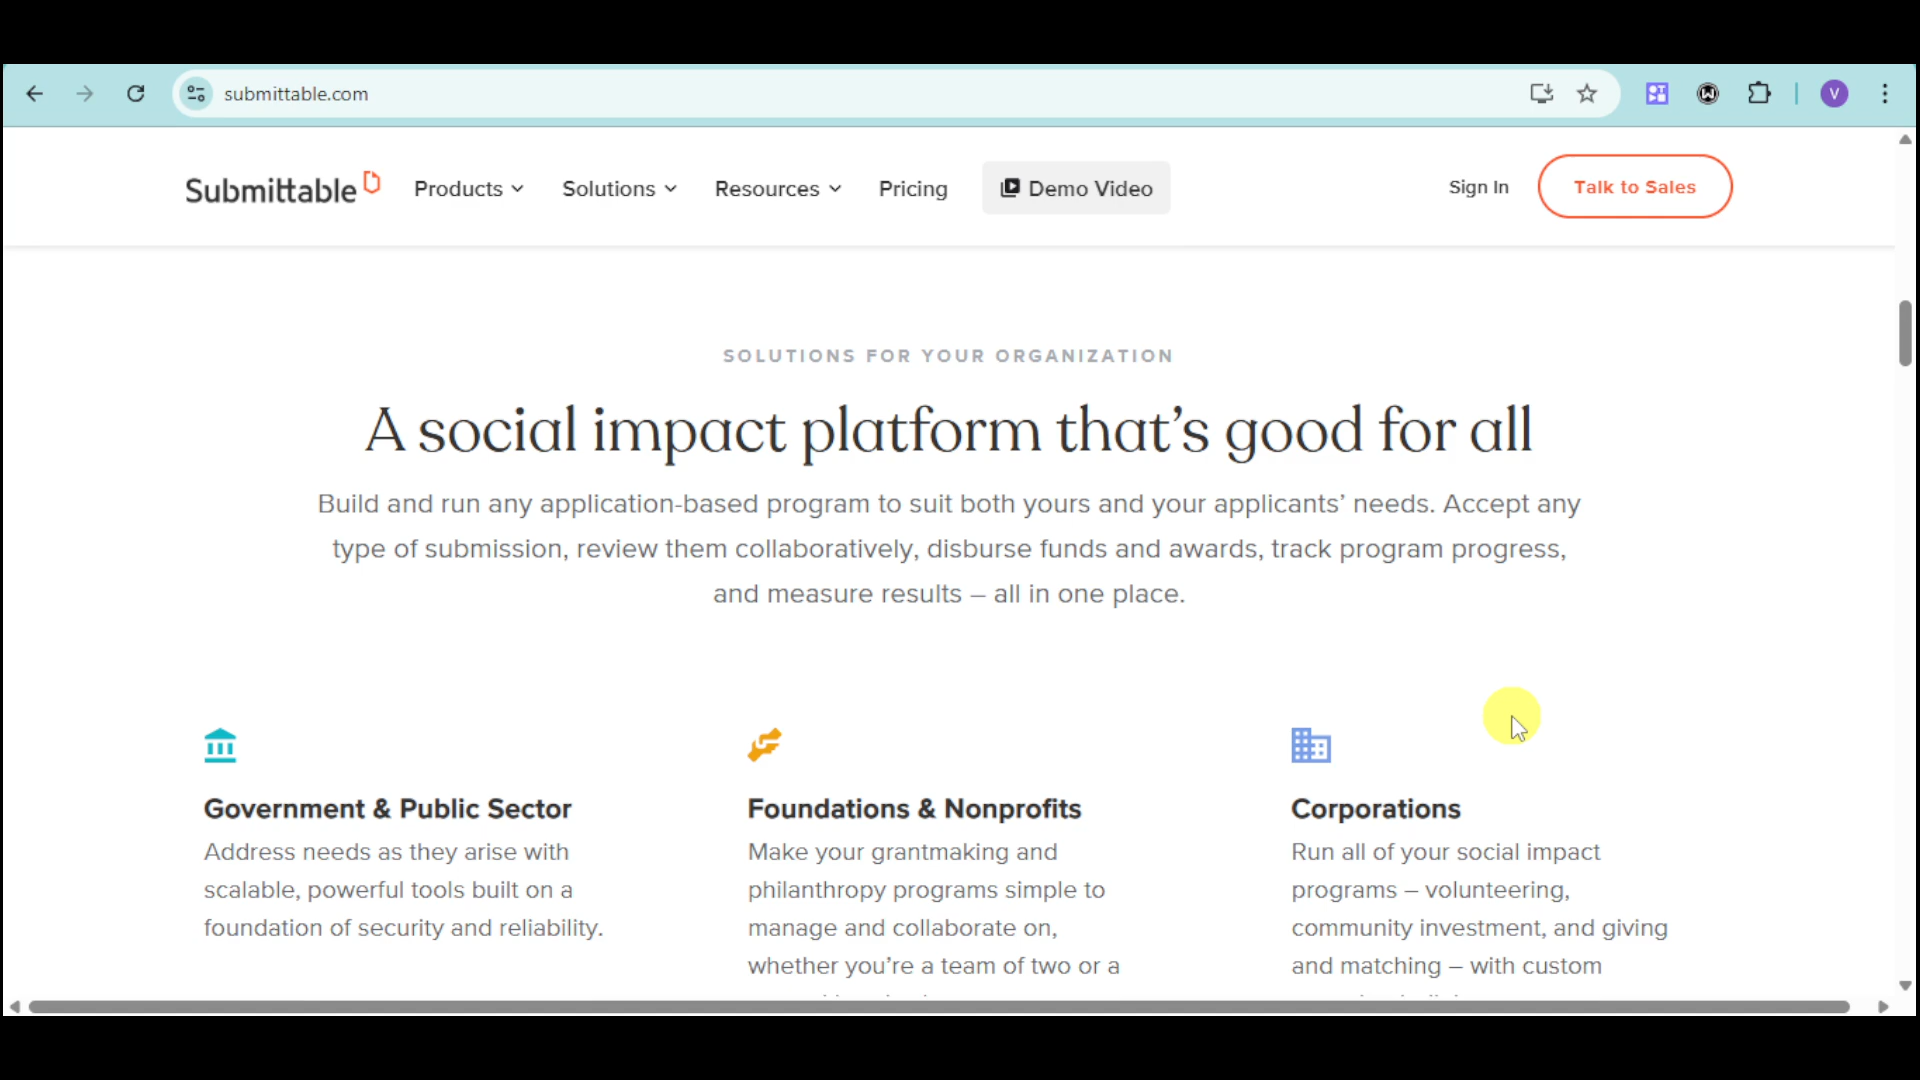 submittable.com
V
Submittable
Products
Solutions
Resources
Pricing
Demo Video
Sign In
Talk to Sales
SOLUTIONS FOR YOUR ORGANIZATION
A social impact platform that's good for all
Build and run any application-based program to suit both yours and your applicants' needs. Accept any
type of submission, review them collaboratively, disburse funds and awards, track program progress,
and measure results – all in one place.
Government & Public Sector
Address needs as they arise with
scalable, powerful tools built on a
foundation of security and reliability.
Foundations & Nonprofits
Make your grantmaking and
philanthropy programs simple to
manage and collaborate on,
whether you're a team of two or a
Corporations
Run all of your social impact
programs – volunteering,
community investment, and giving
and matching – with custom